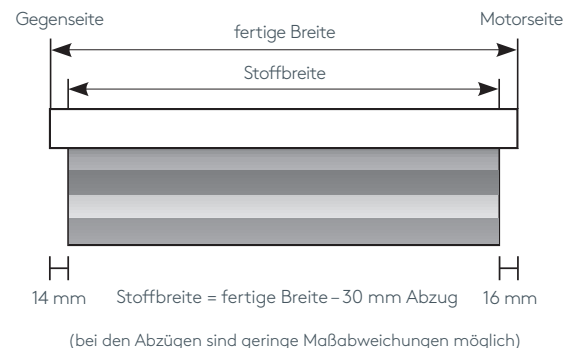 Gegenseite
Motorseite
fertige Breite
Stoffbreite
14 mm
Stoffbreite = fertige Breite – 30 mm Abzug
16 mm
(bei den Abzügen sind geringe Maßabweichungen möglich)